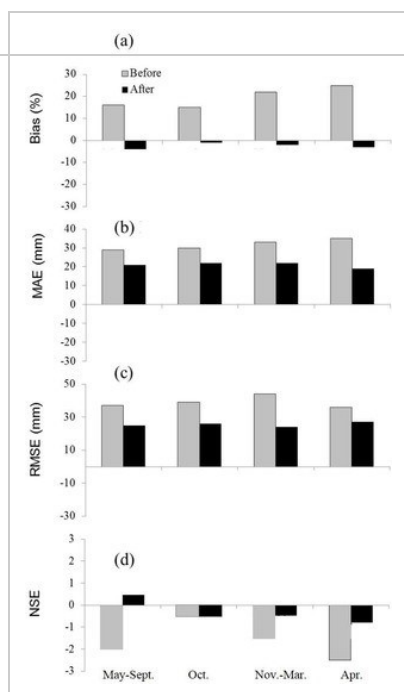 (a)
Before
After
Bias (%)
30
20
10
0
-10
-20
-30
(b)
MAE (mm)
40
30
20
10
0
-10
-20
-30
(c)
RMSE (mm)
50
30
10
-10
-30
(d)
NSE
3
2
1
0
-1
-2
-3
May-Sept.
Oct.
Nov.-Mar.
Apr.